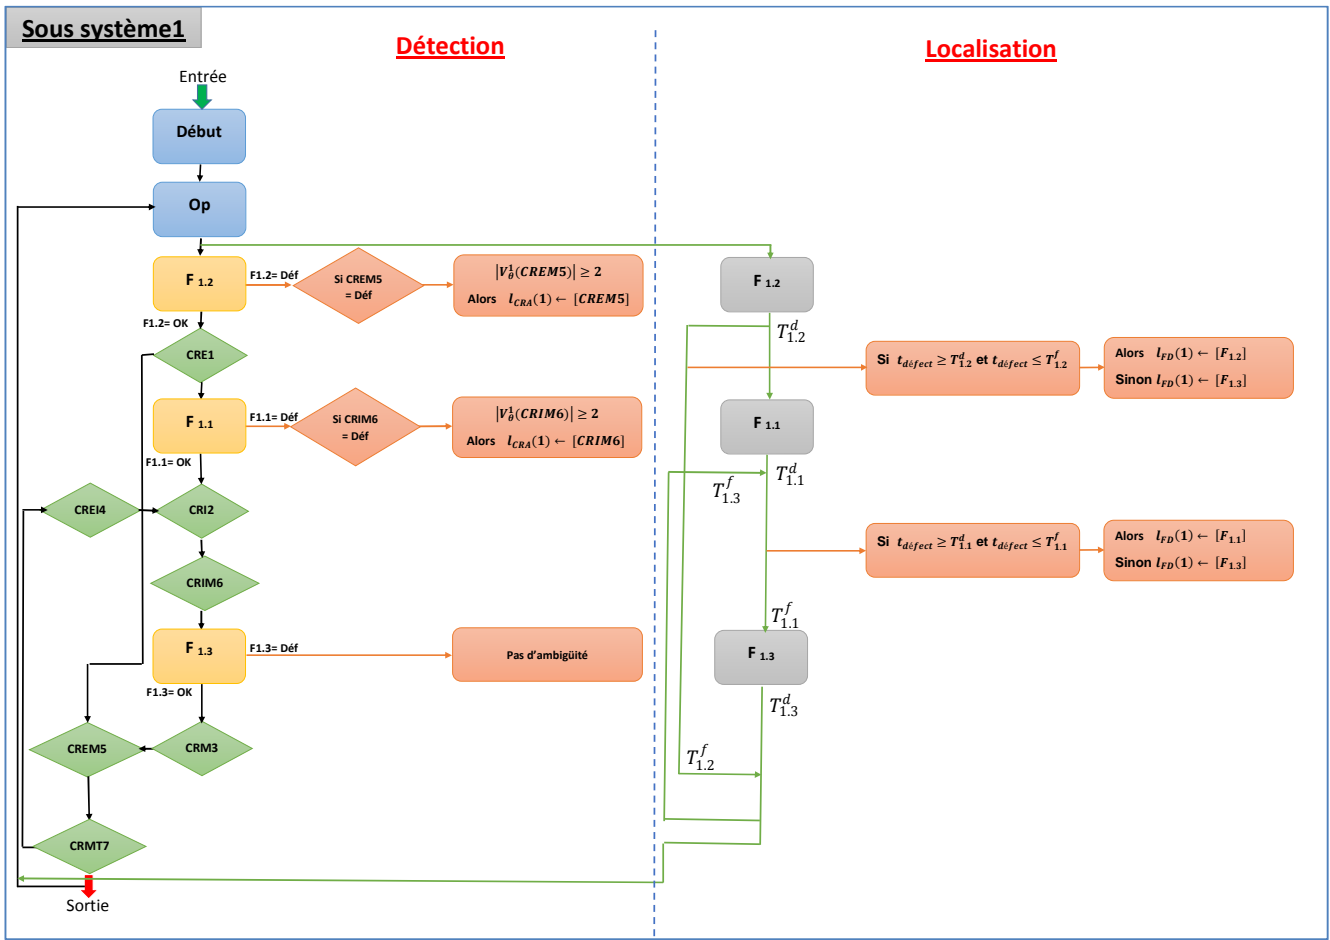 Sous système1
Détection
Localisation
Entrée
Début
Op
F 1.2
F1.2= Déf
Si CREM5
= Déf
|V_θ^1(CREM5)| ≥ 2
Alors l_CRA(1) ← [CREM5]
F1.2= OK
CRE1
F 1.1
F1.1= Déf
Si CRIM6
= Déf
|V_θ^1(CRIM6)| ≥ 2
Alors l_CRA(1) ← [CRIM6]
F1.1= OK
CREI4
CRI2
CRIM6
F 1.3
F1.3= Déf
Pas d'ambigüité
F1.3= OK
CREM5
CRM3
CRMT7
Sortie
F 1.2
T_1.2^d
Si t_défect ≥ T_1.2^d et t_défect ≤ T_1.2^f
Alors l_FD(1) ← [F_1.2]
Sinon l_FD(1) ← [F_1.3]
F 1.1
T_1.3^f
T_1.1^d
Si t_défect ≥ T_1.1^d et t_défect ≤ T_1.1^f
Alors l_FD(1) ← [F_1.1]
Sinon l_FD(1) ← [F_1.3]
T_1.1^f
F 1.3
T_1.3^d
T_1.2^f